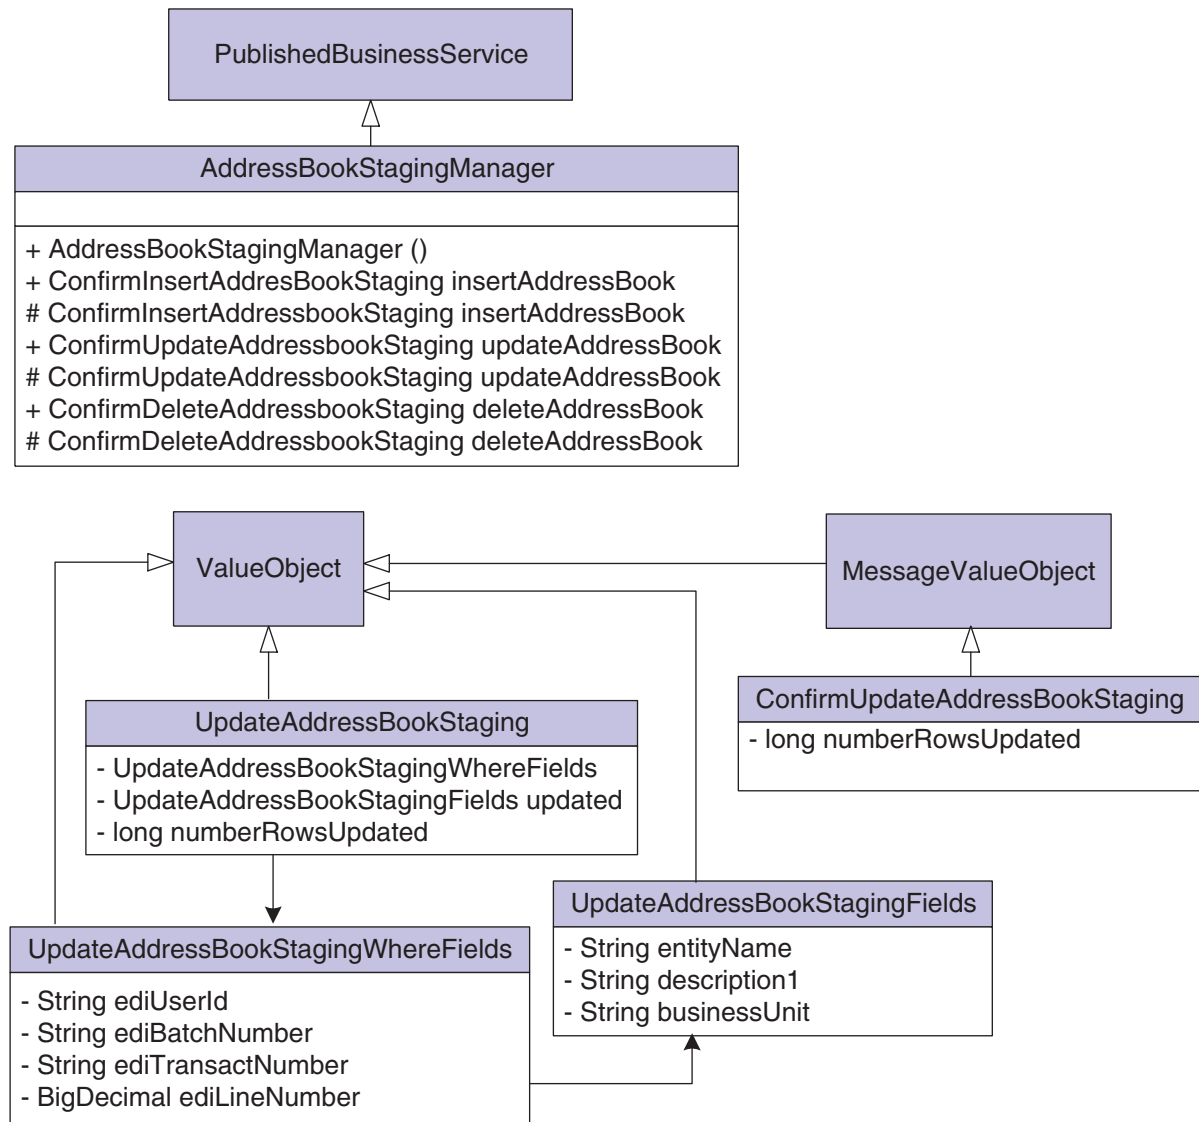 PublishedBusinessService
AddressBookStagingManager
+ AddressBookStagingManager ()
+ ConfirmInsertAddresBookStaging insertAddressBook
# ConfirmInsertAddressbookStaging insertAddressBook
+ ConfirmUpdateAddressbookStaging updateAddressBook
# ConfirmUpdateAddressbookStaging updateAddressBook
+ ConfirmDeleteAddressbookStaging deleteAddressBook
# ConfirmDeleteAddressbookStaging deleteAddressBook
ValueObject
MessageValueObject
UpdateAddressBookStaging
- UpdateAddressBookStagingWhereFields
- UpdateAddressBookStagingFields updated
- long numberRowsUpdated
ConfirmUpdateAddressBookStaging
- long numberRowsUpdated
UpdateAddressBookStagingWhereFields
- String ediUserId
- String ediBatchNumber
- String ediTransactNumber
- BigDecimal ediLineNumber
UpdateAddressBookStagingFields
- String entityName
- String description1
- String businessUnit